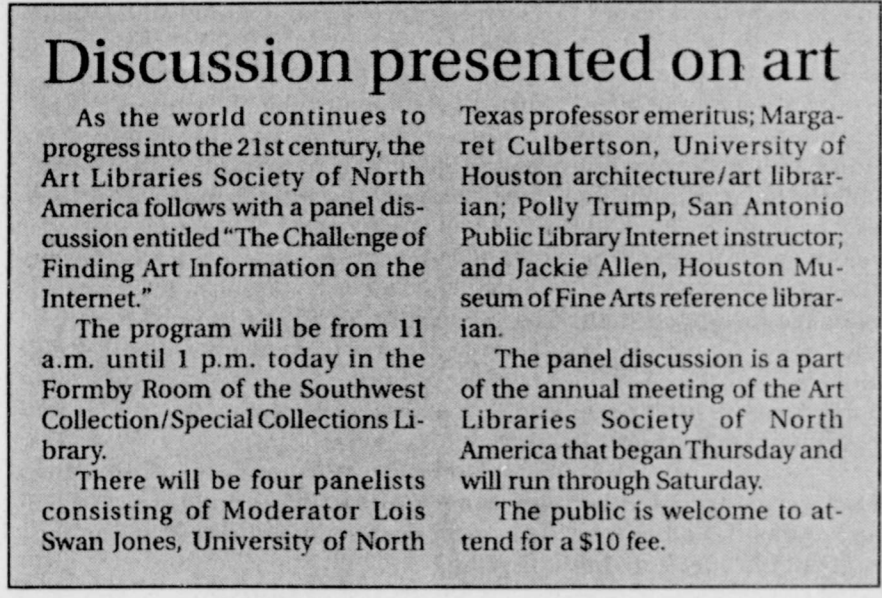 Discussion presented on art
As the world continues to
progress into the 21st century, the
Art Libraries Society of North
America follows with a panel dis-
cussion entitled "The Challenge of
Finding Art Information on the
Internet."
The program will be from 11
a.m. until 1 p.m. today in the
Formby Room of the Southwest
Collection/Special Collections Li-
brary.
There will be four panelists
consisting of Moderator Lois
Swan Jones, University of North
Texas professor emeritus; Marga-
ret Culbertson, University of
Houston architecture/art librar-
ian; Polly Trump, San Antonio
Public Library Internet instructor;
and Jackie Allen, Houston Mu-
seum of Fine Arts reference librar-
ian.
The panel discussion is a part
of the annual meeting of the Art
Libraries Society of North
America that began Thursday and
will run through Saturday.
The public is welcome to at-
tend for a $10 fee.